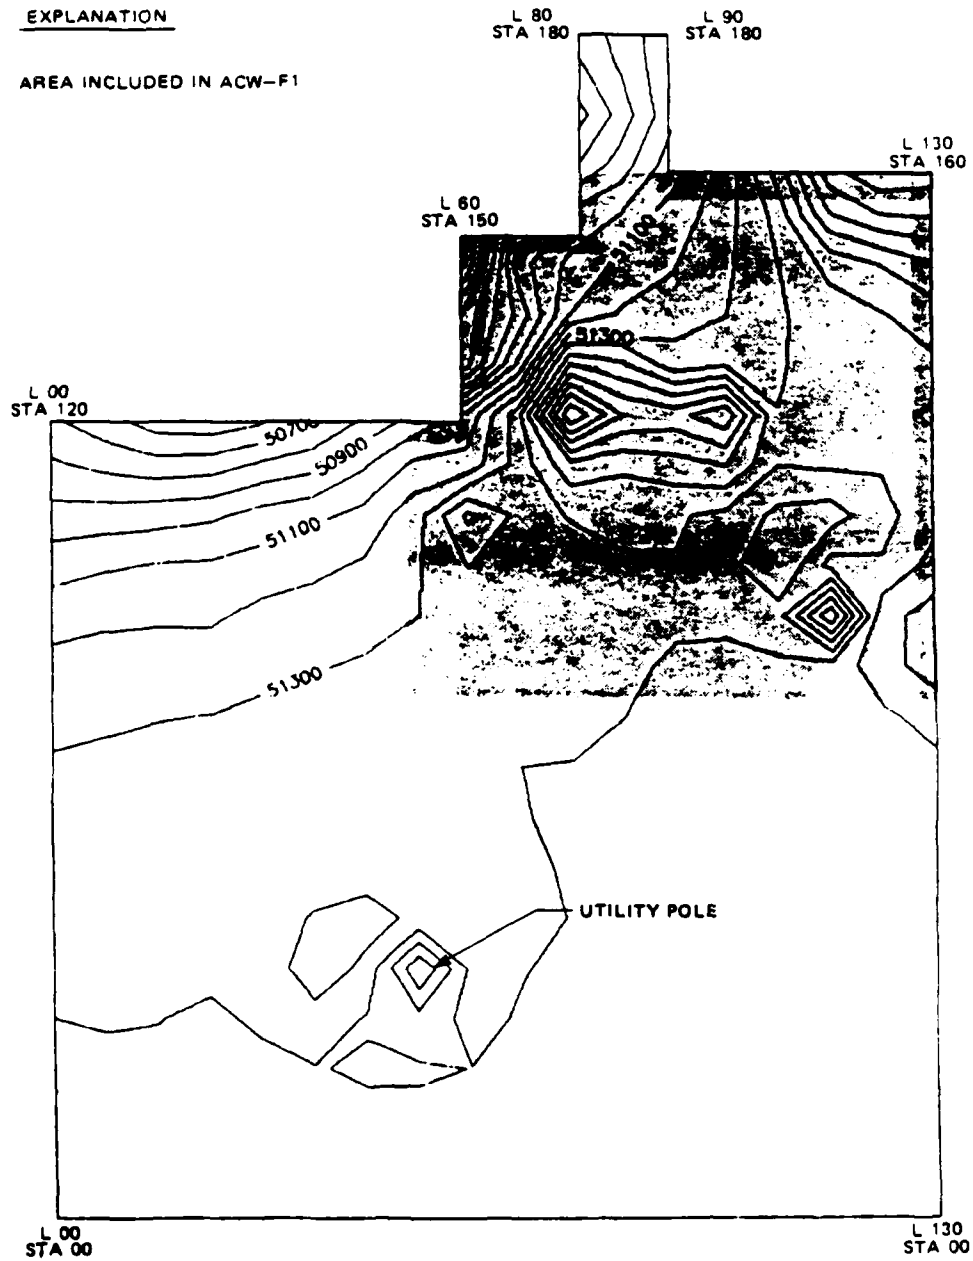 EXPLANATION
AREA INCLUDED IN ACW-F1
L 80
STA 180
L 90
STA 180
L 130
STA 160
L 60
STA 150
51100
51300
L 00
STA 120
50700
50900
51100
51300
UTILITY POLE
L 00
STA 00
L 130
STA 00